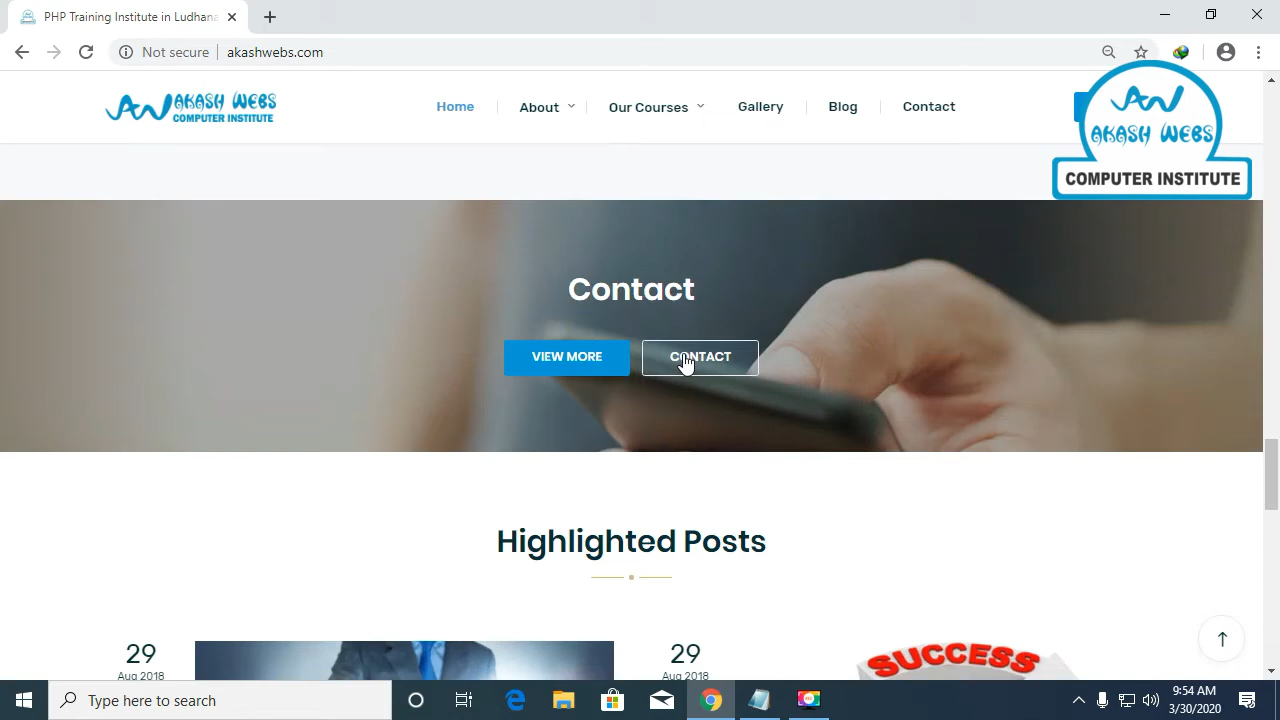 PHP Training Institute in Ludhana
Not secure
akashwebs.com
AKASH WEBS
COMPUTER INSTITUTE
Home
About
Our Courses
Gallery
Blog
Contact
AKASH WEBS
COMPUTER INSTITUTE
Contact
VIEW MORE
CONTACT
Highlighted Posts
29
Aug 2018
29
Aug 2018
SUCCESS
Type here to search
9:54 AM
3/30/2020